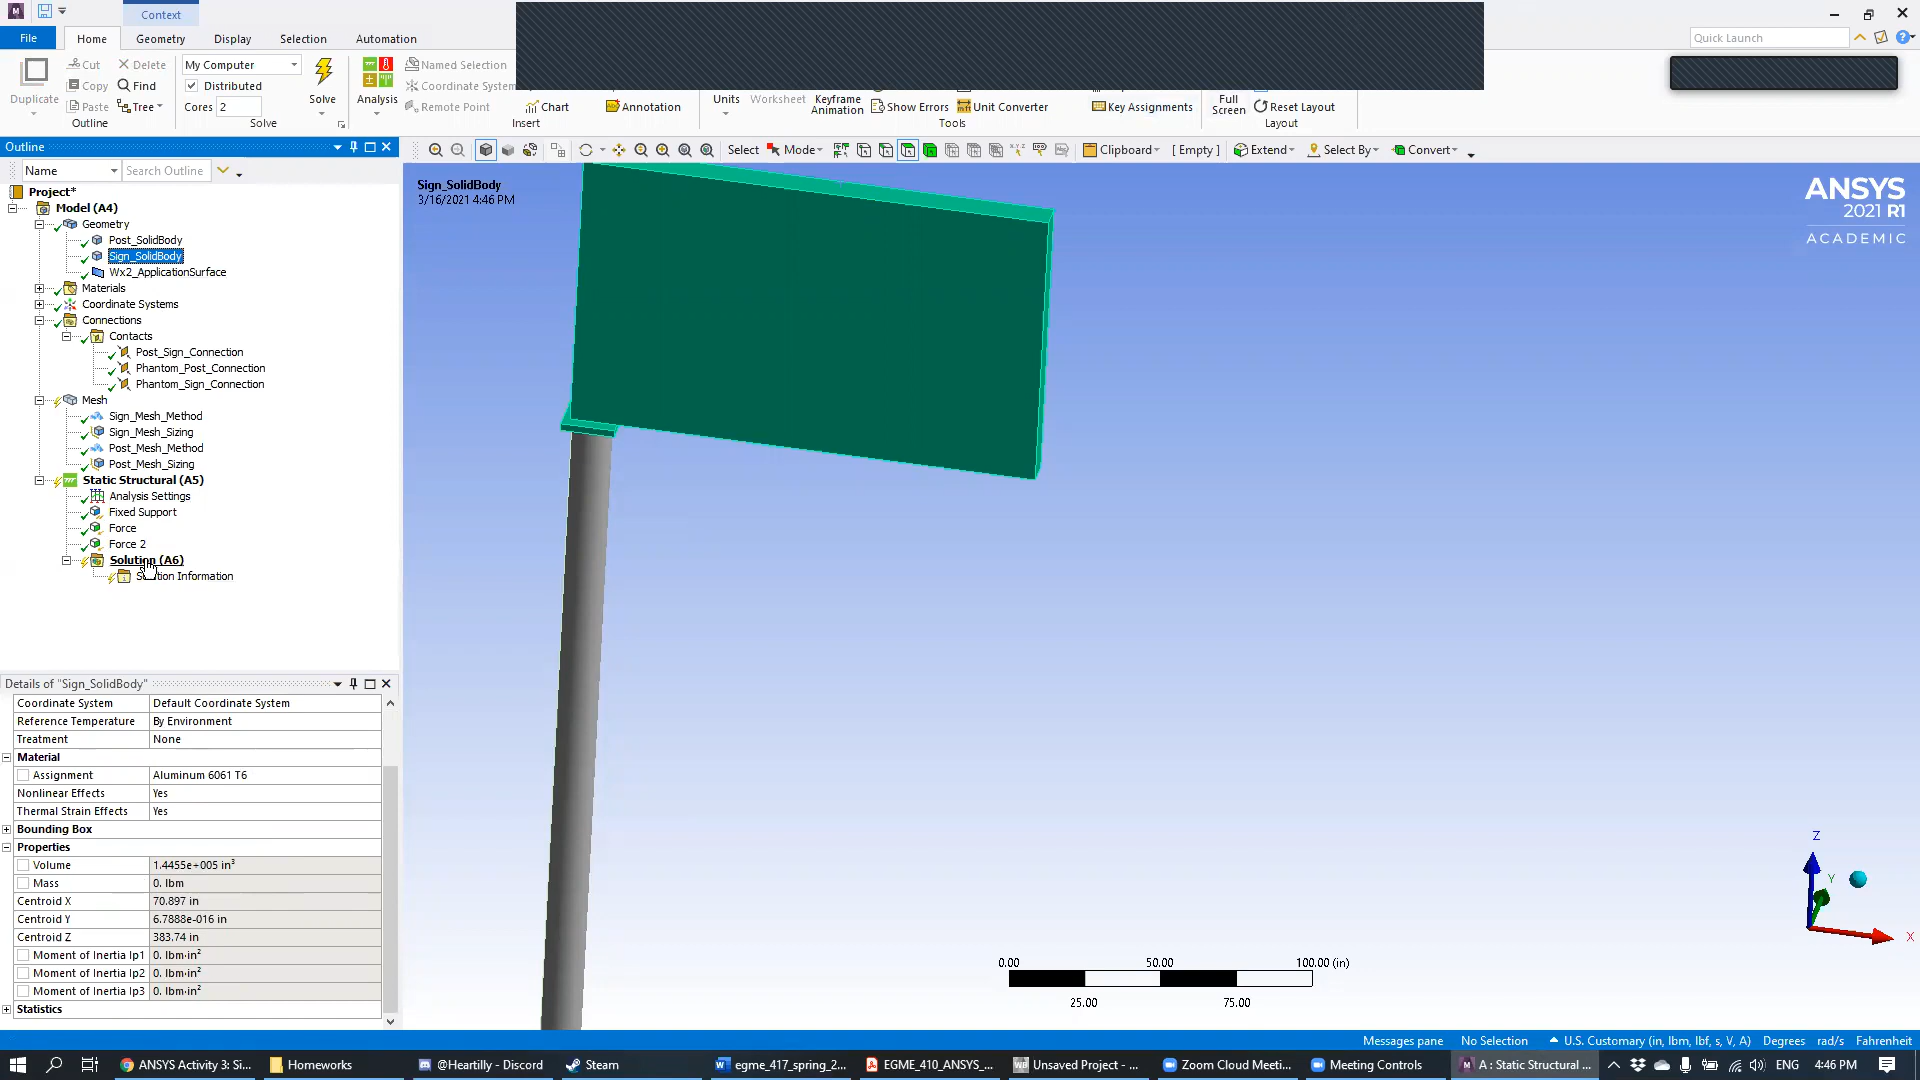 Context
File
Home
Geometry
Display
Selection
Automation
Quick Launch
Duplicate
Cut
Copy
Paste
Delete
Find
Tree
Outline
My Computer
Distributed
Cores 2
Solve
Solve
Analysis
Named Selection
Coordinate System
Remote Point
Chart
Annotation
Insert
Units
Worksheet
Keyframe
Animation
Show Errors
Unit Converter
Tools
Key Assignments
Full
Screen
Reset Layout
Layout
Outline
Name
Search Outline
Project*
Model (A4)
Geometry
Post_SolidBody
Sign_SolidBody
Wx2_ApplicationSurface
Materials
Coordinate Systems
Connections
Contacts
Post_Sign_Connection
Phantom_Post_Connection
Phantom_Sign_Connection
Mesh
Sign_Mesh_Method
Sign_Mesh_Sizing
Post_Mesh_Method
Post_Mesh_Sizing
Static Structural (A5)
Analysis Settings
Fixed Support
Force
Force 2
Solution (A6)
Information
Select
Mode
Clipboard
[ Empty ]
Extend
Select By
Convert
Sign_SolidBody
3/16/2021 4:46 PM
ANSYS
2021 R1
ACADEMIC
Details of "Sign_SolidBody"
Coordinate System Default Coordinate System
Reference Temperature By Environment
Treatment None
Material
Assignment Aluminum 6061 T6
Nonlinear Effects Yes
Thermal Strain Effects Yes
Bounding Box
Properties
Volume 1.4455e+005 in³
Mass 0. lbm
Centroid X 70.897 in
Centroid Y 6.7888e-016 in
Centroid Z 383.74 in
Moment of Inertia Ip1 0. lbm·in²
Moment of Inertia Ip2 0. lbm·in²
Moment of Inertia Ip3 0. lbm·in²
Statistics
0.00 50.00 100.00 (in)
25.00 75.00
Z
Y
X
Messages pane No Selection U.S. Customary (in, lbm, lbf, s, V, A) Degrees rad/s Fahrenheit
ANSYS Activity 3: Si...
Homeworks
@Heartilly - Discord
Steam
egme_417_spring_2...
EGME_410_ANSYS_...
Unsaved Project - ...
Zoom Cloud Meeti...
Meeting Controls
A : Static Structural ...
ENG
4:46 PM